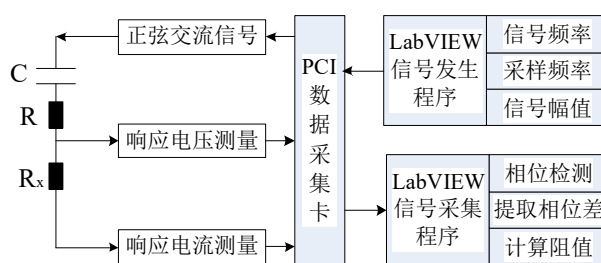 正弦交流信号
C
R
响应电压测量
Rx
响应电流测量
PCI
数
据
采
集
卡
LabVIEW
信号发生
程序
信号频率
采样频率
信号幅值
LabVIEW
信号采集
程序
相位检测
提取相位差
计算阻值